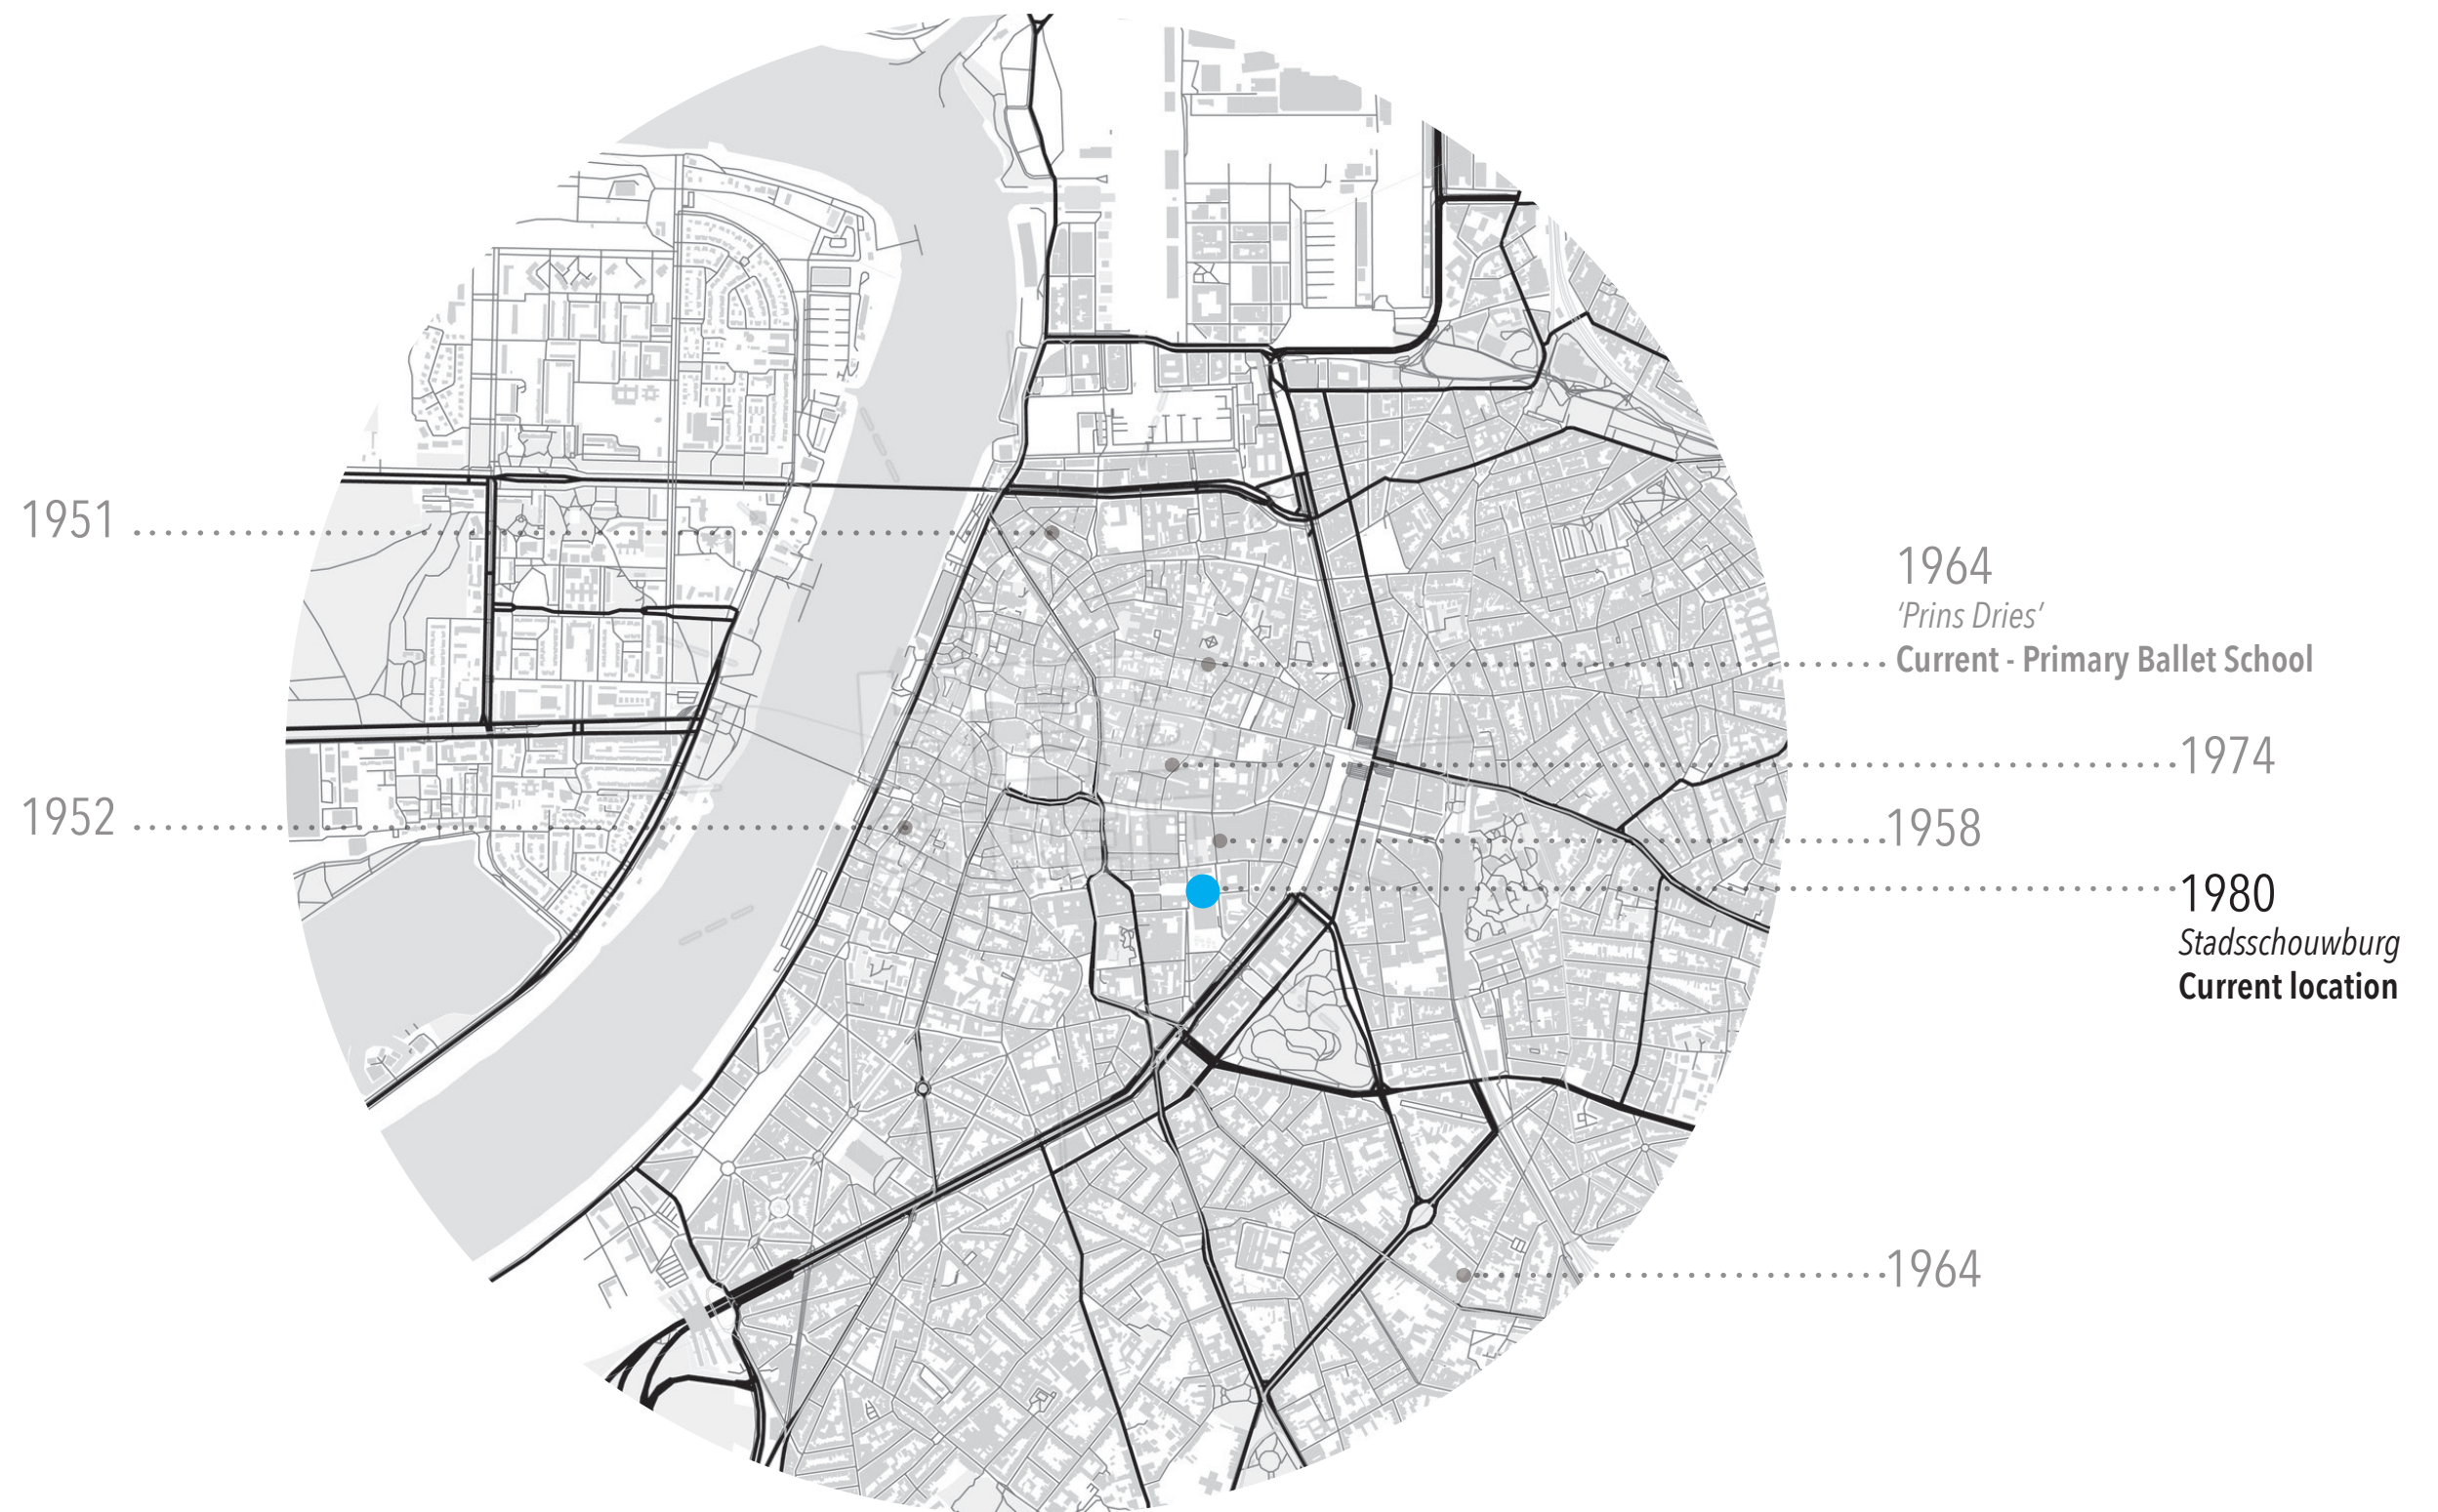 1951
1952
1964
‘Prins Dries‘
Current - Primary Ballet School
1974
1958
1980
Stadsschouwburg
Current location
1964